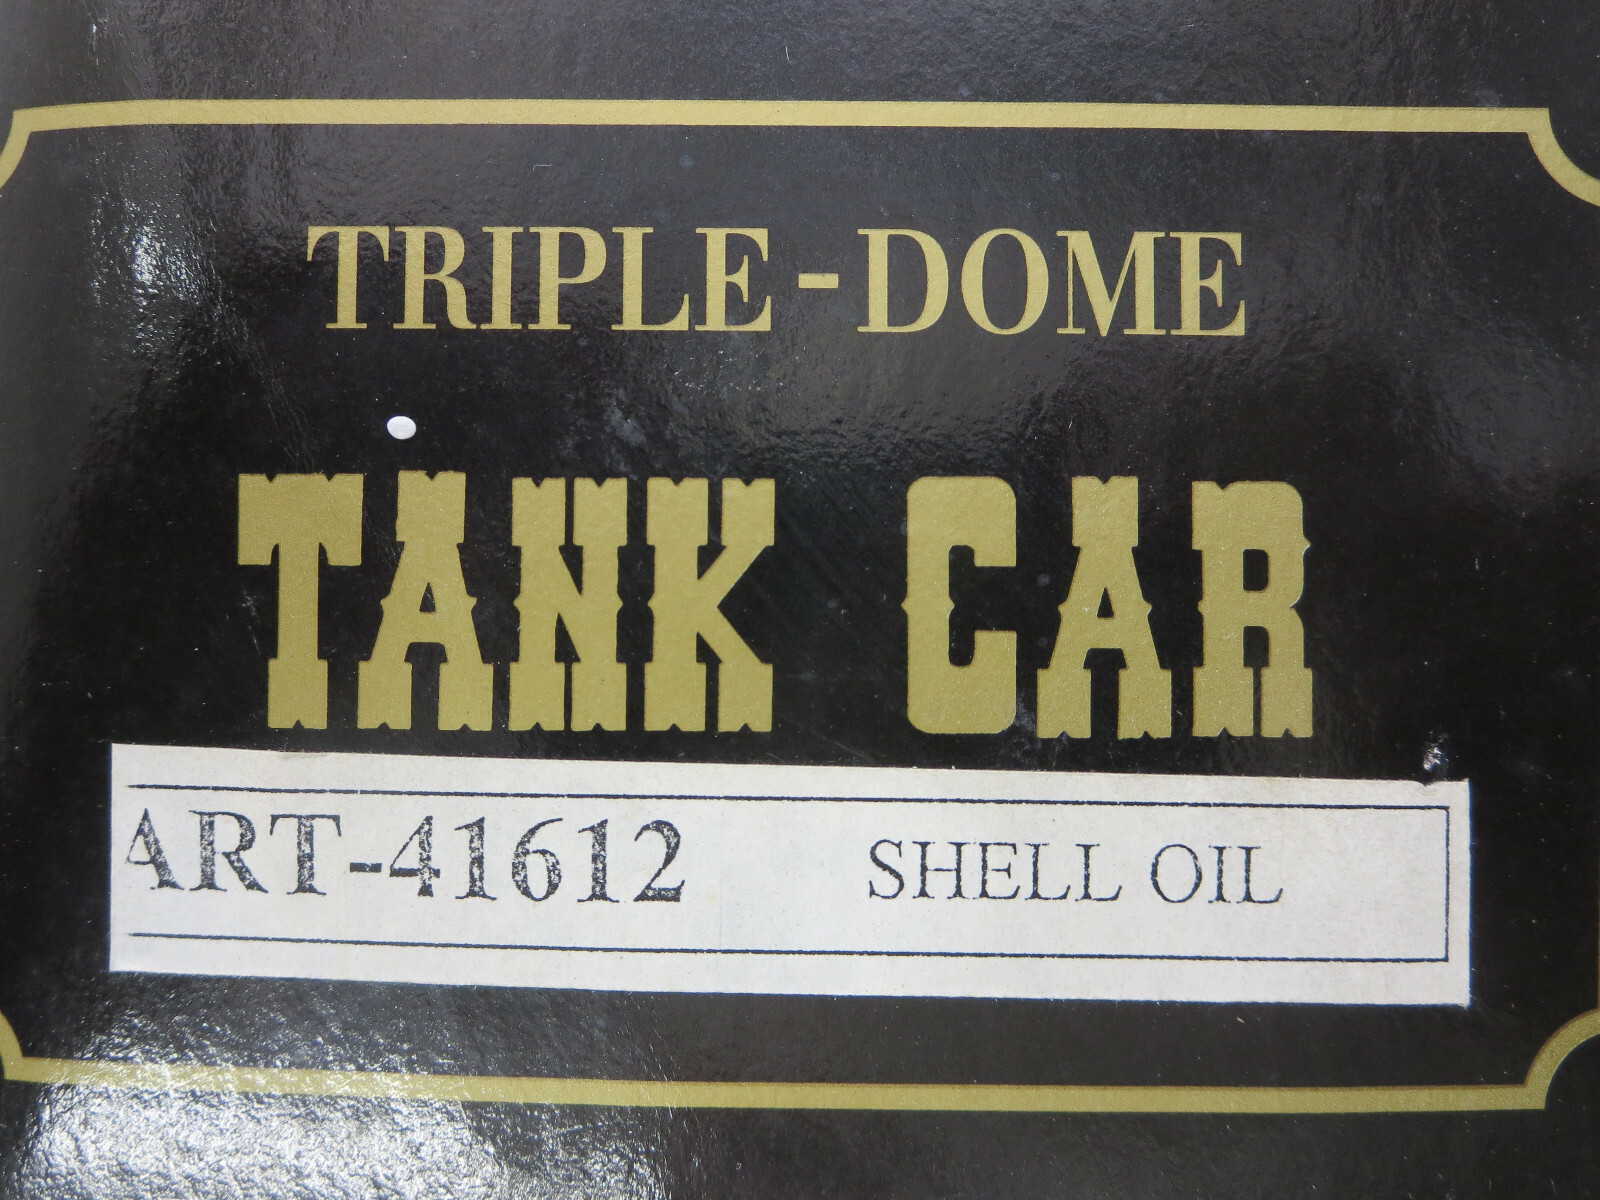 TRIPLE-DOME
TANK CAR
ART-41612 SHELL OIL